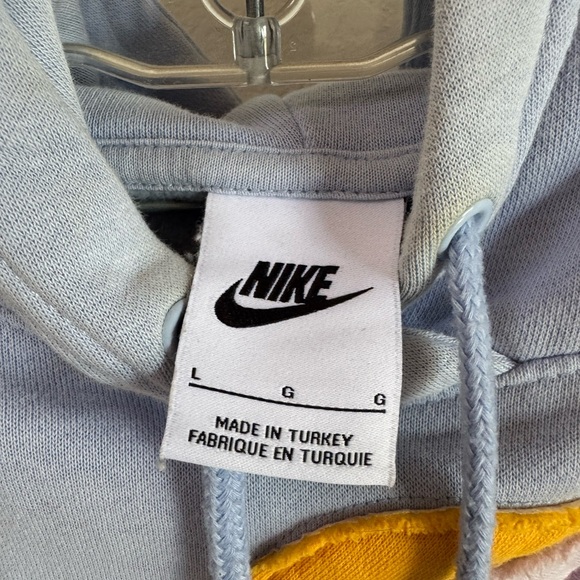 NIKE
L G G
MADE IN TURKEY
FABRIQUE EN TURQUIE